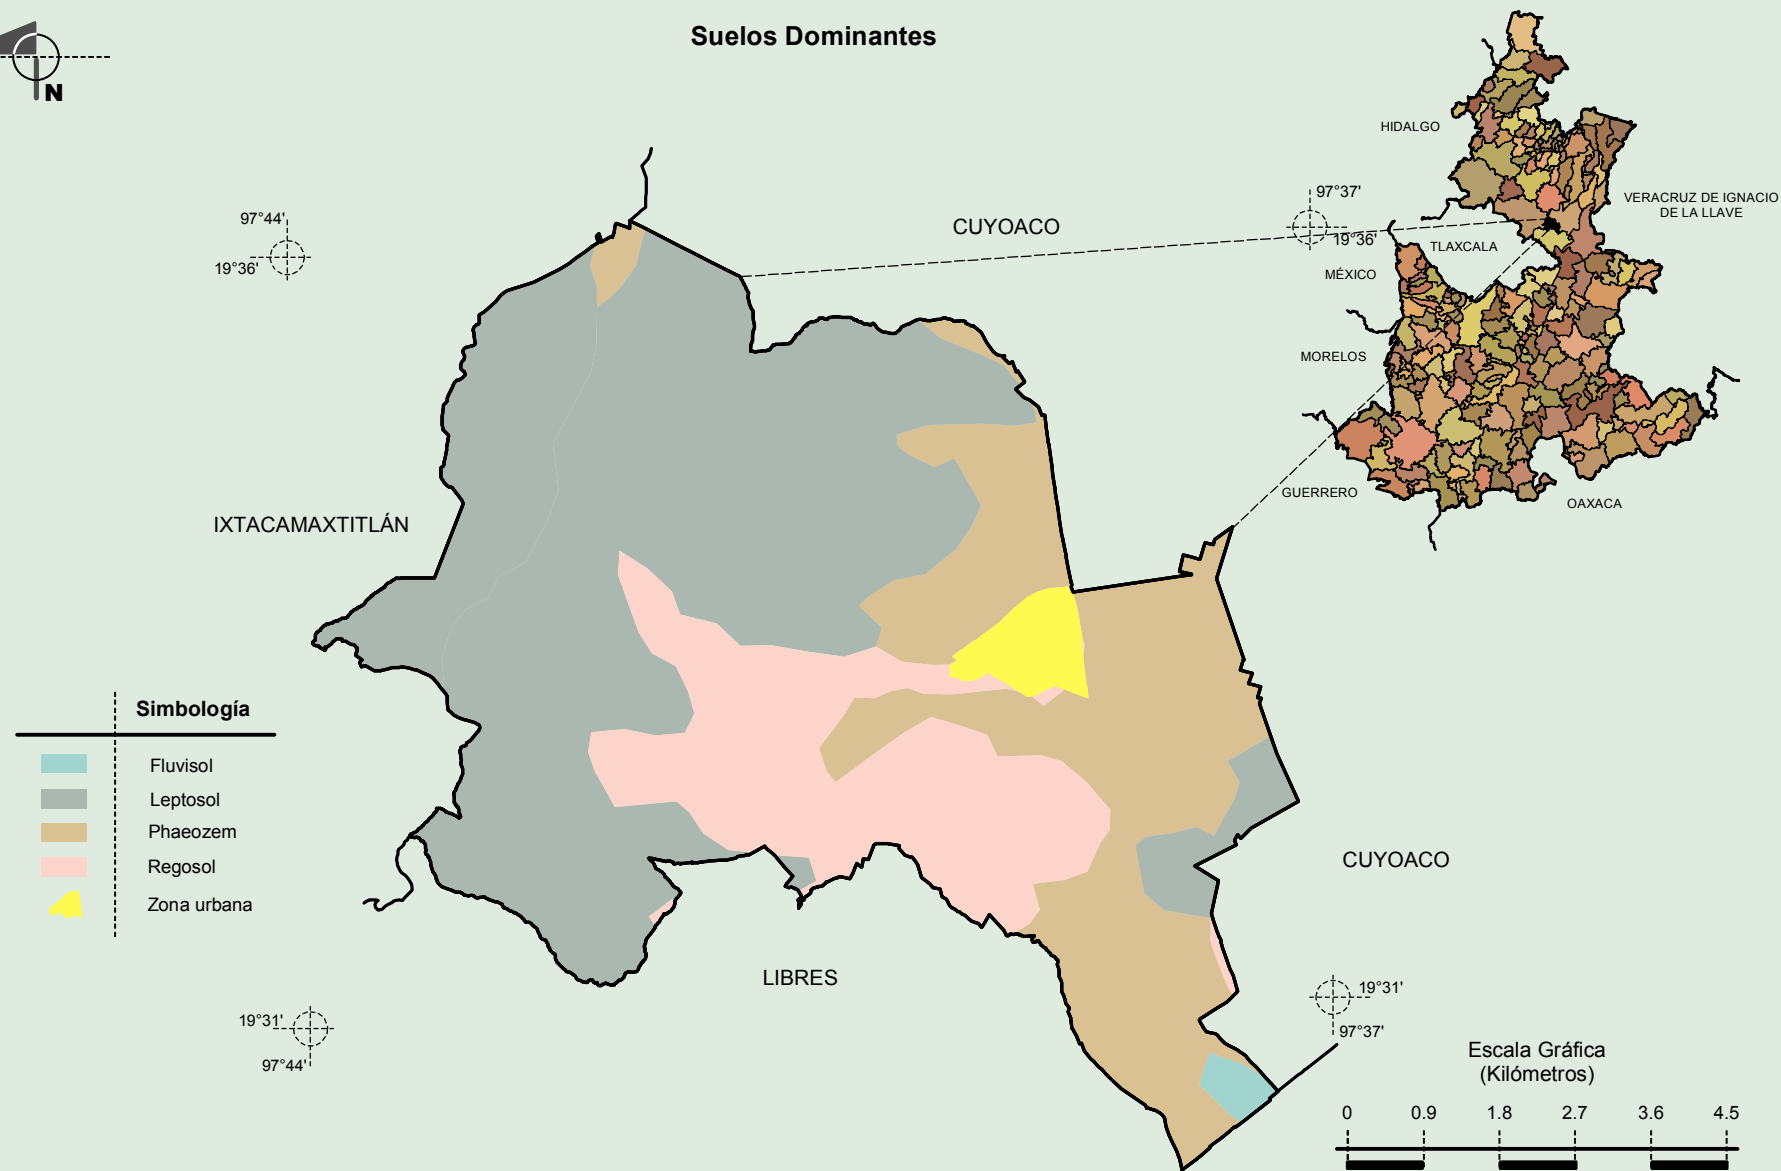 Suelos Dominantes
N
HIDALGO
VERACRUZ DE IGNACIO
DE LA LLAVE
TLAXCALA
MÉXICO
MORELOS
GUERRERO
OAXACA
97°44'
19°36'
97°37'
19°36'
CUYOACO
IXTACAMAXTITLÁN
CUYOACO
LIBRES
Simbología
Fluvisol
Leptosol
Phaeozem
Regosol
Zona urbana
19°31'
97°44'
19°31'
97°37'
Escala Gráfica
(Kilómetros)
0 0.9 1.8 2.7 3.6 4.5